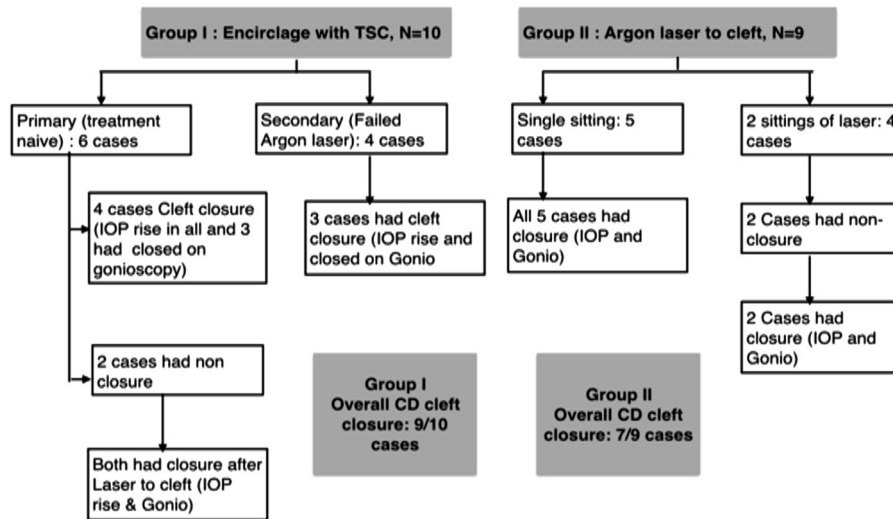 Group I : Encirclage with TSC, N=10
Group II : Argon laser to cleft, N=9
Primary (treatment
naive) : 6 cases
Secondary (Failed
Argon laser): 4 cases
Single sitting: 5
cases
2 sittings of laser: 4
cases
4 cases Cleft closure
(IOP rise in all and 3
had closed on
gonioscopy)
3 cases had cleft
closure (IOP rise and
closed on Gonio
All 5 cases had
closure (IOP and
Gonio)
2 Cases had non-
closure
2 Cases had
closure (IOP and
Gonio)
2 cases had non
closure
Both had closure after
Laser to cleft (IOP
rise & Gonio)
Group I
Overall CD cleft
closure: 9/10
cases
Group II
Overall CD cleft
closure: 7/9 cases